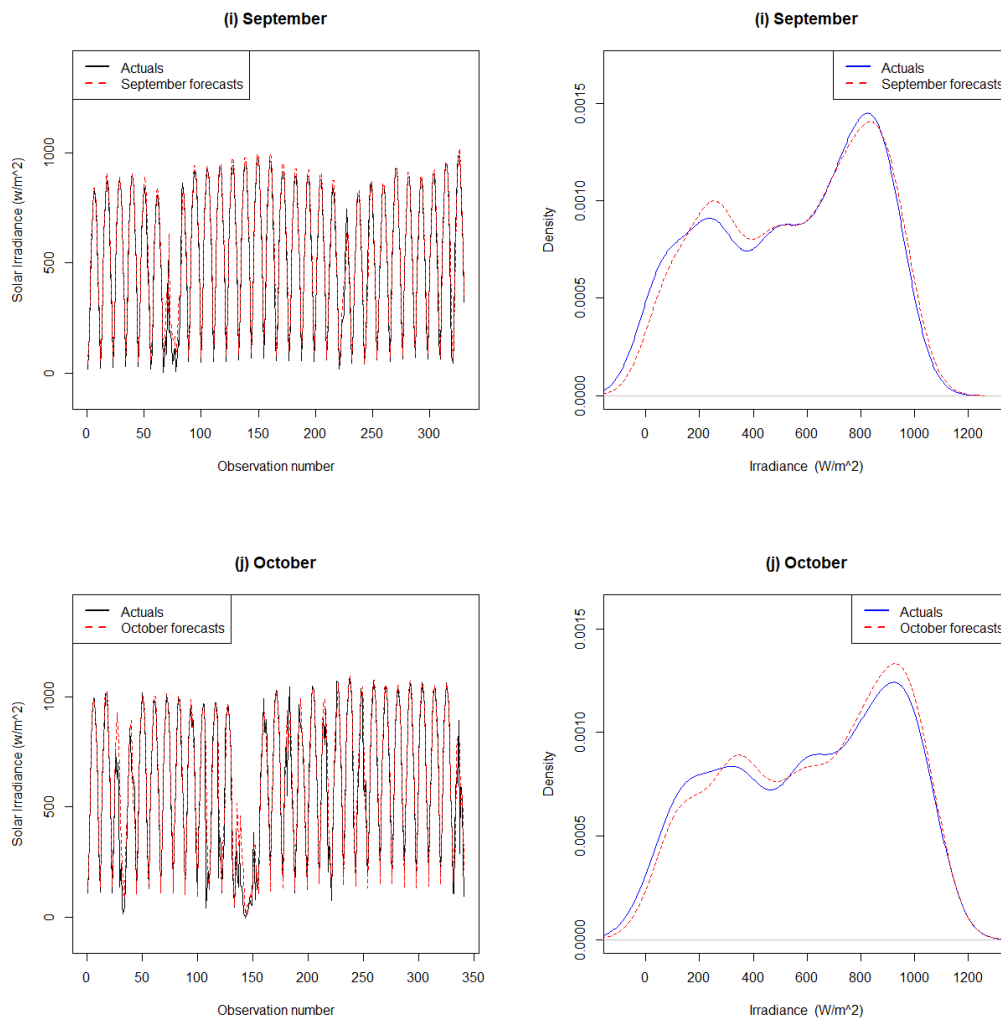 (i) September
Actuals
September forecasts
Solar Irradiance (w/m^2)
0
500
1000
0 50 100 150 200 250 300
Observation number
(i) September
Actuals
September forecasts
Density
0.0000
0.0005
0.0010
0.0015
0 200 400 600 800 1000 1200
Irradiance (W/m^2)
(j) October
Actuals
October forecasts
Solar Irradiance (w/m^2)
0
500
1000
0 50 100 150 200 250 300 350
Observation number
(j) October
Actuals
October forecasts
Density
0.0000
0.0005
0.0010
0.0015
0 200 400 600 800 1000 1200
Irradiance (W/m^2)